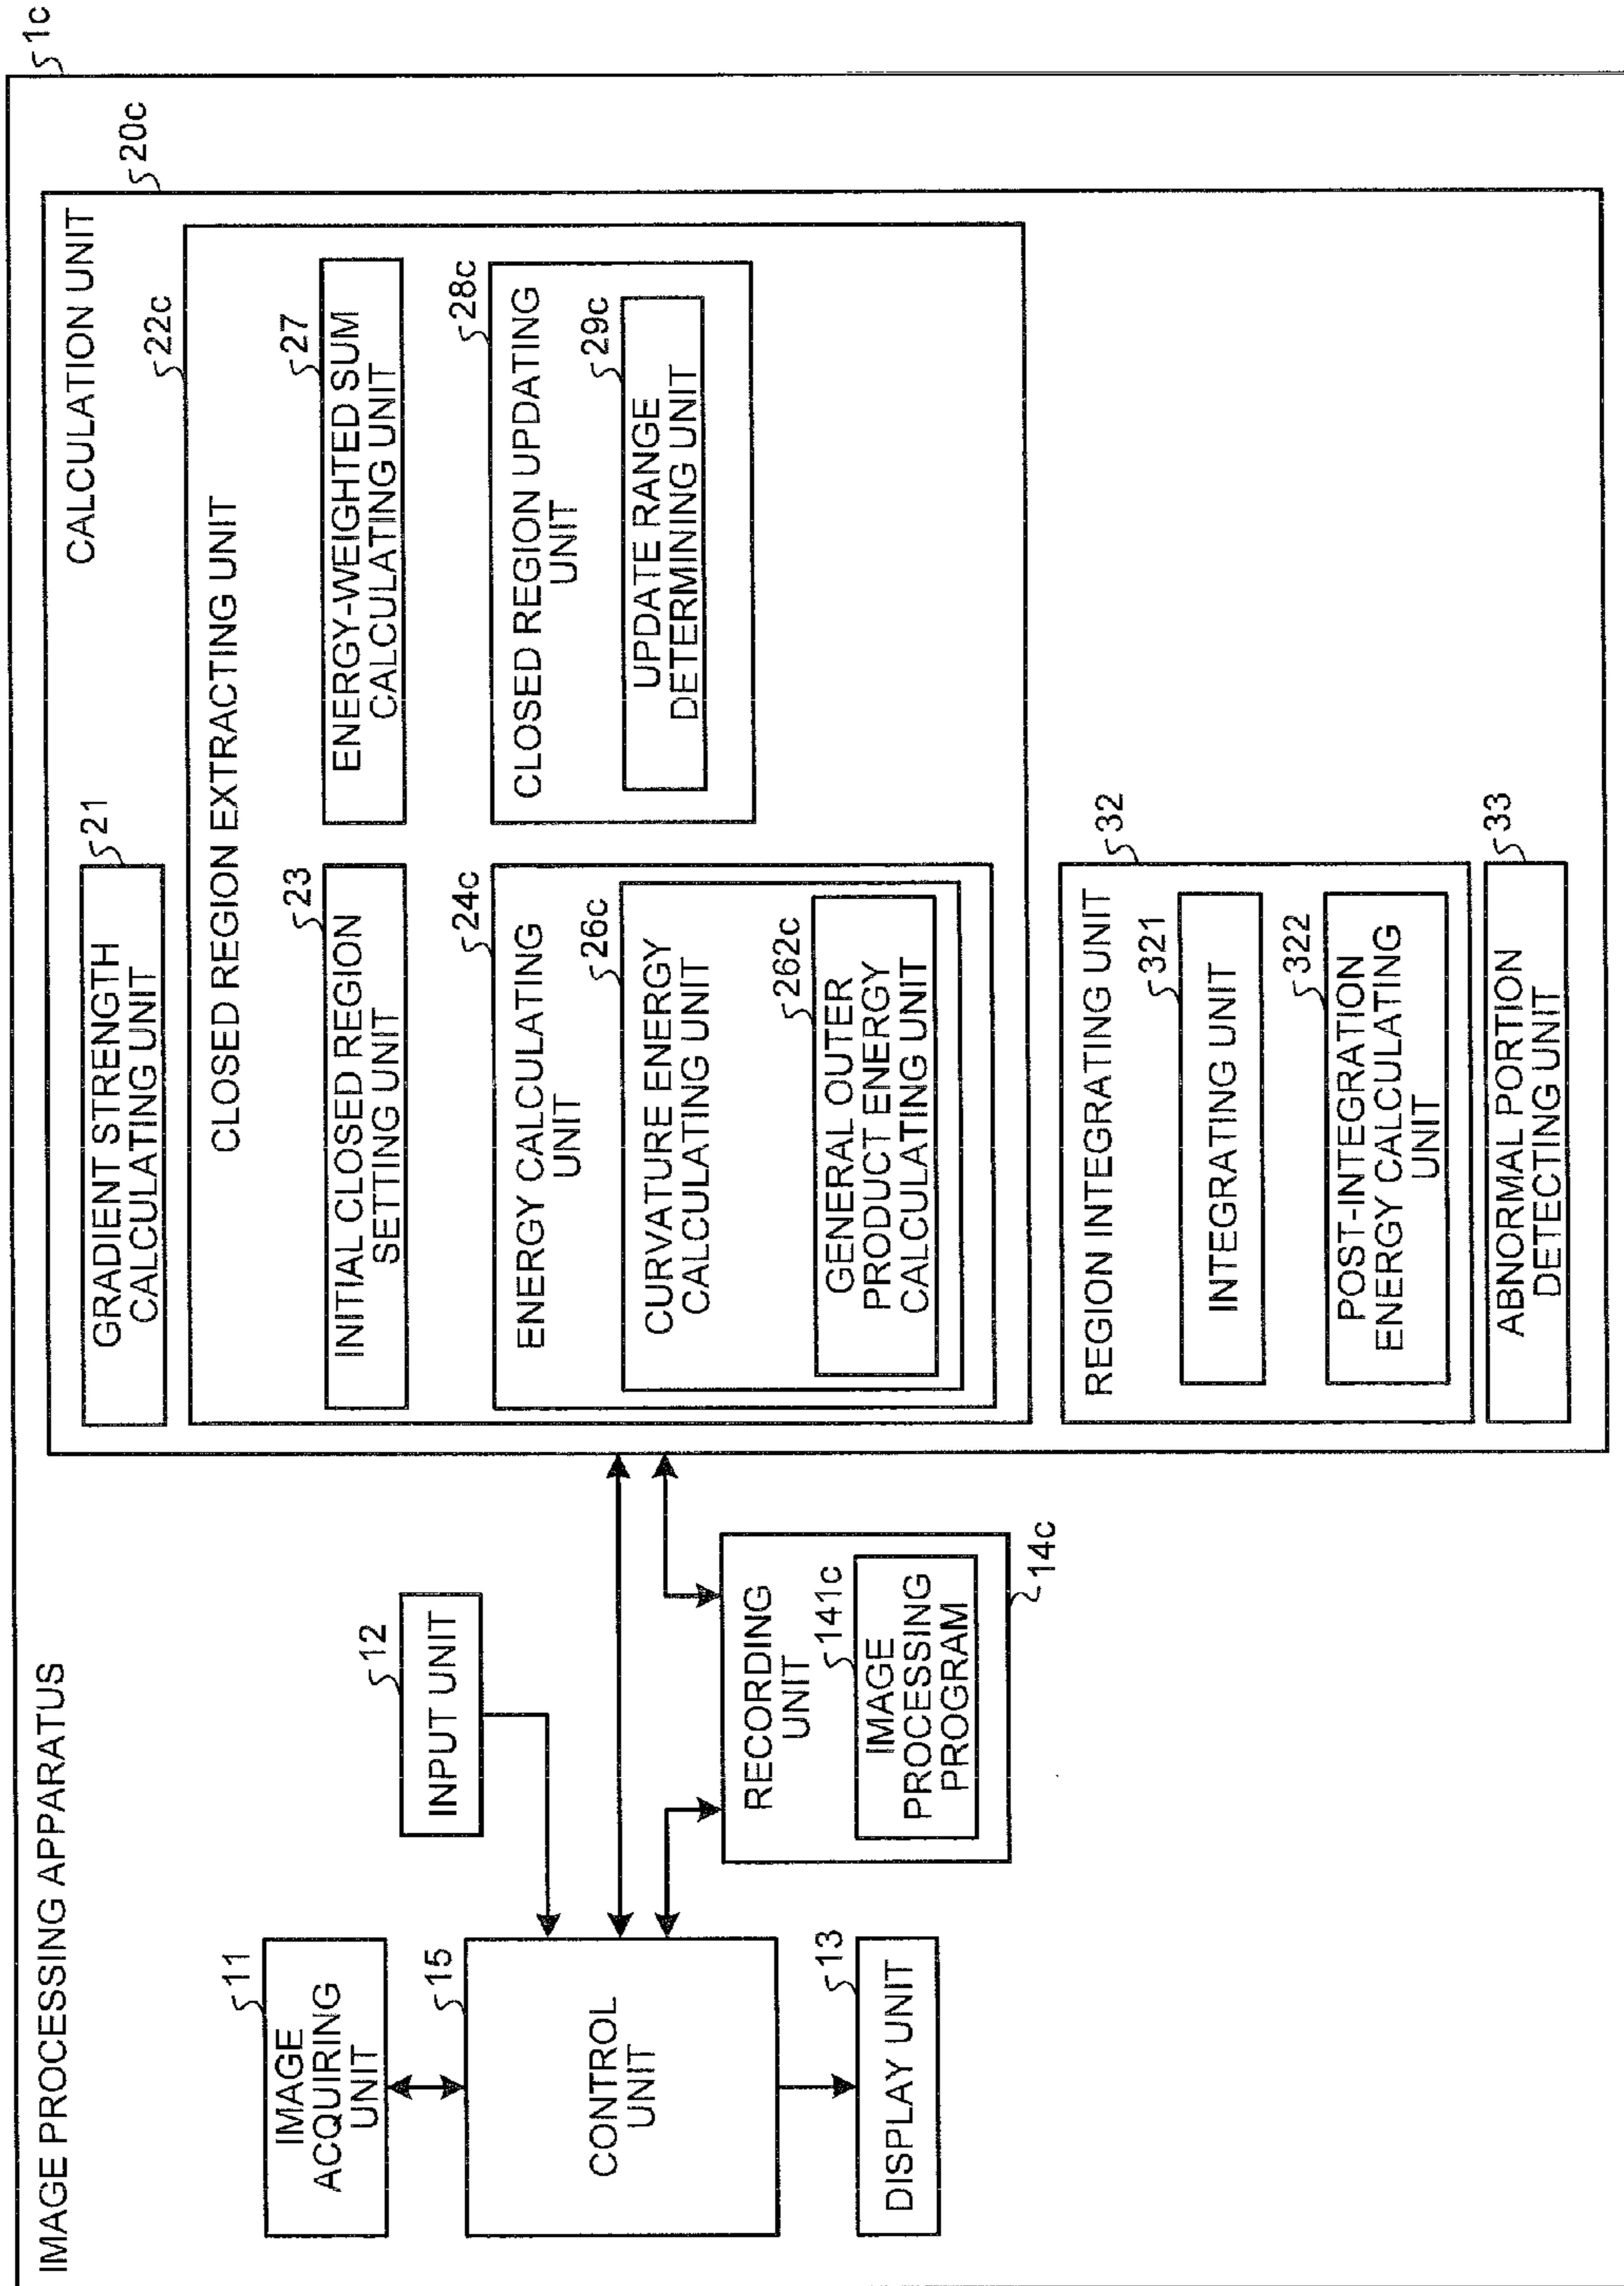 IMAGE PROCESSING APPARATUS
1c
11
IMAGE
ACQUIRING
UNIT
15
CONTROL
UNIT
13
DISPLAY UNIT
12
INPUT UNIT
RECORDING
UNIT
141c
IMAGE
PROCESSING
PROGRAM
14c
20c
CALCULATION UNIT
21
GRADIENT STRENGTH
CALCULATING UNIT
22c
CLOSED REGION EXTRACTING UNIT
23
INITIAL CLOSED REGION
SETTING UNIT
27
ENERGY-WEIGHTED SUM
CALCULATING UNIT
24c
ENERGY CALCULATING
UNIT
26c
CURVATURE ENERGY
CALCULATING UNIT
262c
GENERAL OUTER
PRODUCT ENERGY
CALCULATING UNIT
28c
CLOSED REGION UPDATING
UNIT
29c
UPDATE RANGE
DETERMINING UNIT
32
REGION INTEGRATING UNIT
321
INTEGRATING UNIT
322
POST-INTEGRATION
ENERGY CALCULATING
UNIT
33
ABNORMAL PORTION
DETECTING UNIT